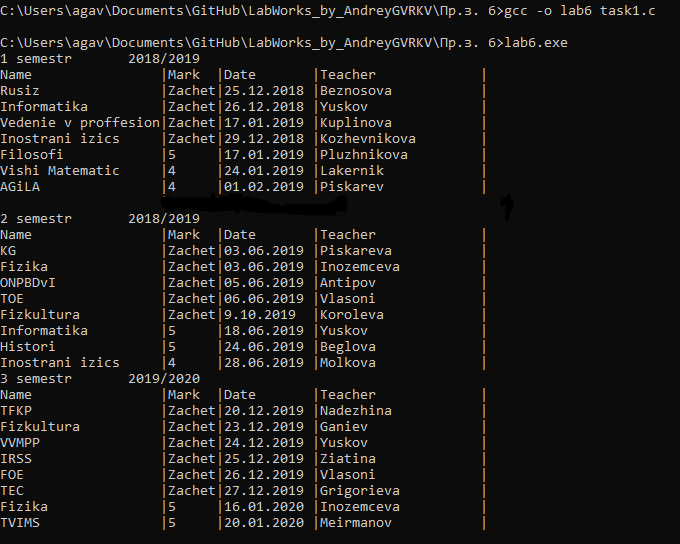 C:\Users\agav\Documents\GitHub\LabWorks_by_AndreyGVRKV\Пр.з. 6>gcc -o lab6 task1.c
C:\Users\agav\Documents\GitHub\LabWorks_by_AndreyGVRKV\Пр.з. 6>lab6.exe
1 semestr       2018/2019
Name                |Mark  |Date       |Teacher             |
Rusiz               |Zachet|25.12.2018 |Beznosova           |
Informatika         |Zachet|26.12.2018 |Yuskov              |
Vedenie v proffesion|Zachet|17.01.2019 |Kuplinova           |
Inostrani izics     |Zachet|29.12.2018 |Kozhevnikova        |
Filosofi            |5     |17.01.2019 |Pluzhnikova         |
Vishi Matematic     |4     |24.01.2019 |Lakernik            |
AGiLA               |4     |01.02.2019 |Piskarev            |
2 semestr       2018/2019
Name                |Mark  |Date       |Teacher             |
KG                  |Zachet|03.06.2019 |Piskareva           |
Fizika              |Zachet|03.06.2019 |Inozemceva          |
ONPBDvI             |Zachet|05.06.2019 |Antipov             |
TOE                 |Zachet|06.06.2019 |Vlasoni             |
Fizkultura          |Zachet|9.10.2019  |Koroleva            |
Informatika         |5     |18.06.2019 |Yuskov              |
Histori             |5     |24.06.2019 |Beglova             |
Inostrani izics     |4     |28.06.2019 |Molkova             |
3 semestr       2019/2020
Name                |Mark  |Date       |Teacher             |
TFKP                |Zachet|20.12.2019 |Nadezhina           |
Fizkultura          |Zachet|23.12.2019 |Ganiev              |
VVMPP               |Zachet|24.12.2019 |Yuskov              |
IRSS                |Zachet|25.12.2019 |Ziatina             |
FOE                 |Zachet|26.12.2019 |Vlasoni             |
TEC                 |Zachet|27.12.2019 |Grigorieva          |
Fizika              |5     |16.01.2020 |Inozemceva          |
TVIMS               |5     |20.01.2020 |Meirmanov           |